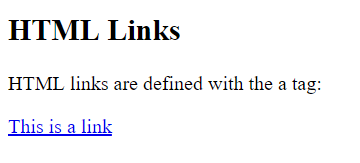 HTML Links
HTML links are defined with the a tag:
This is a link